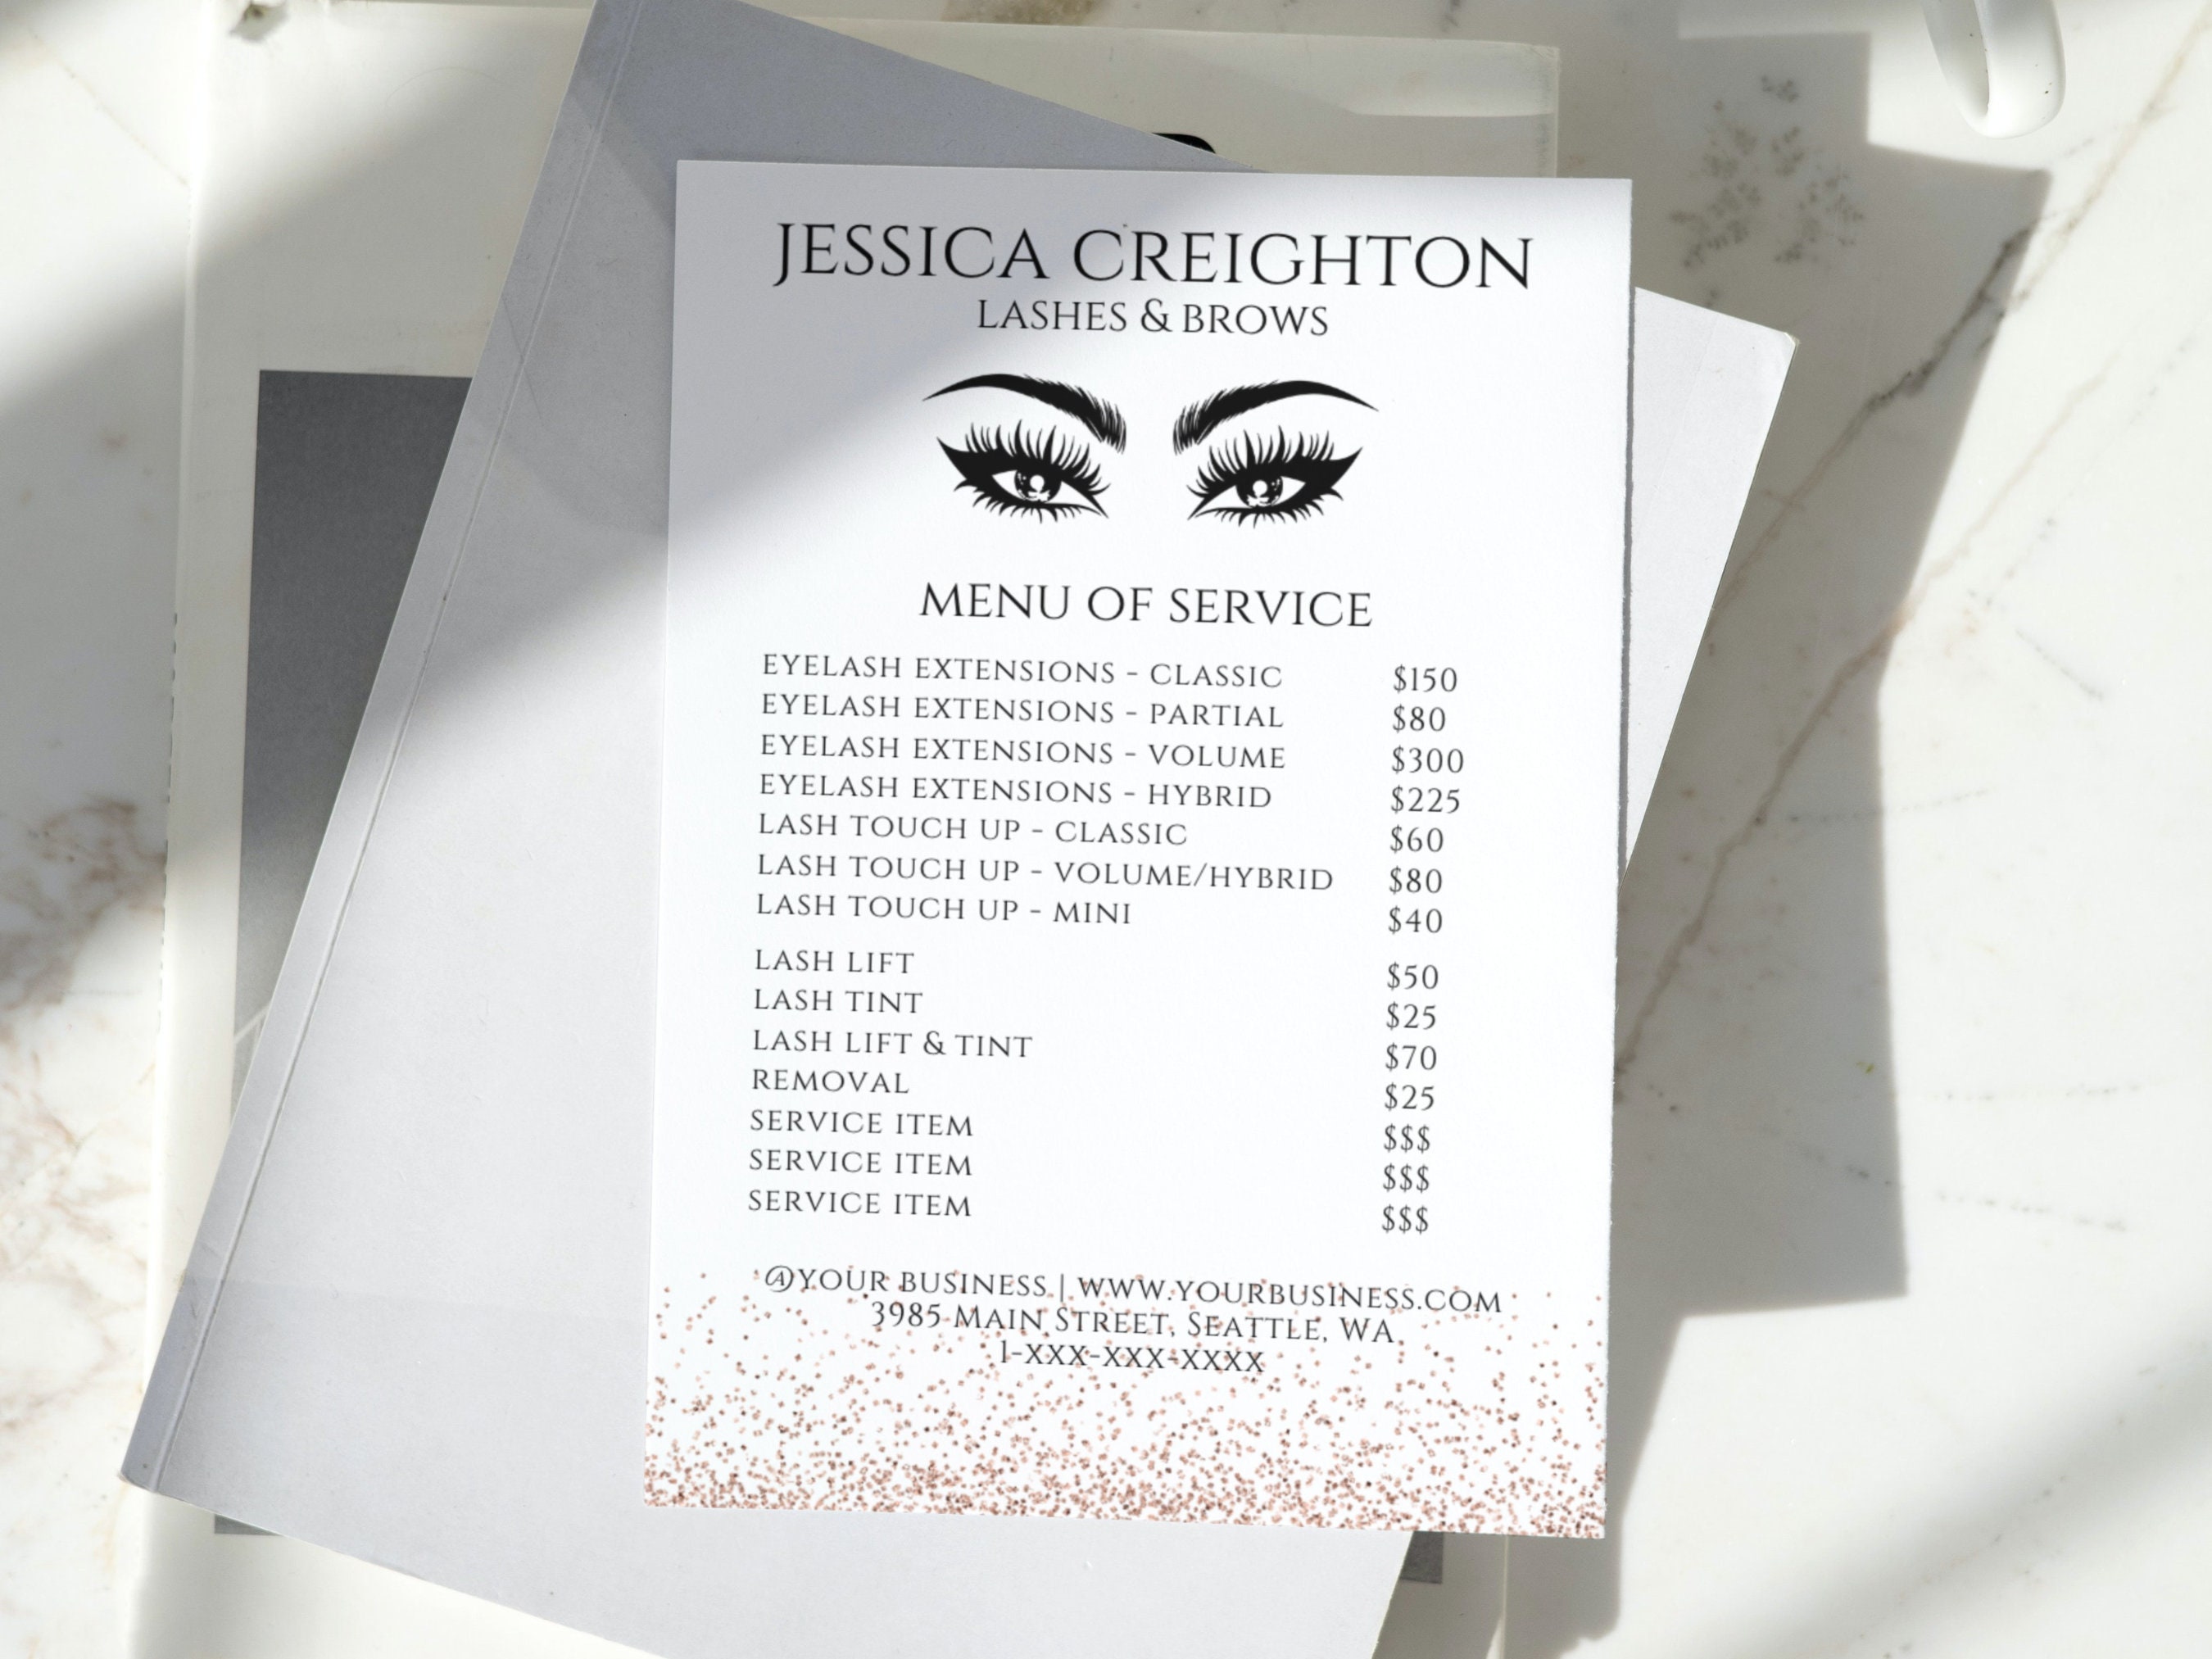 JESSICA CREIGHTON
LASHES & BROWS
MENU OF SERVICE
EYELASH EXTENSIONS - CLASSIC $150
EYELASH EXTENSIONS - PARTIAL $80
EYELASH EXTENSIONS - VOLUME $300
EYELASH EXTENSIONS - HYBRID $225
LASH TOUCH UP - CLASSIC $60
LASH TOUCH UP - VOLUME/HYBRID $80
LASH TOUCH UP - MINI $40
LASH LIFT $50
LASH TINT $25
LASH LIFT & TINT $70
REMOVAL $25
SERVICE ITEM $$$
SERVICE ITEM $$$
SERVICE ITEM $$$
@YOUR BUSINESS | WWW.YOURBUSINESS.COM
3985 MAIN STREET, SEATTLE, WA
1-XXX-XXX-XXXX